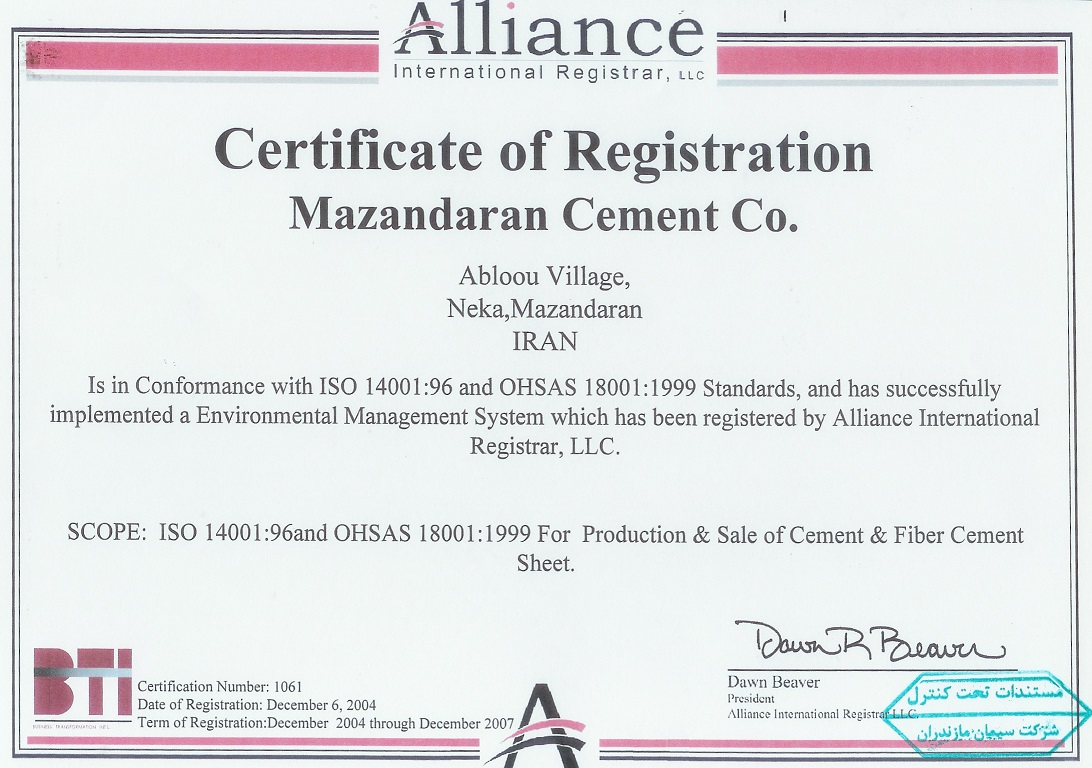 Alliance
International Registrar, LLC
Certificate of Registration
Mazandaran Cement Co.
Abloou Village,
Neka,Mazandaran
IRAN
Is in Conformance with ISO 14001:96 and OHSAS 18001:1999 Standards, and has successfully
implemented a Environmental Management System which has been registered by Alliance International
Registrar, LLC.
SCOPE: ISO 14001:96and OHSAS 18001:1999 For Production & Sale of Cement & Fiber Cement
Sheet.
Dawn R Beaver
BTI
Certification Number: 1061
Date of Registration: December 6, 2004
Term of Registration:December 2004 through December 2007
Dawn Beaver
President
Alliance International Registrar LLC.
مستندات تحت کنترل
شرکت سیمان مازندران